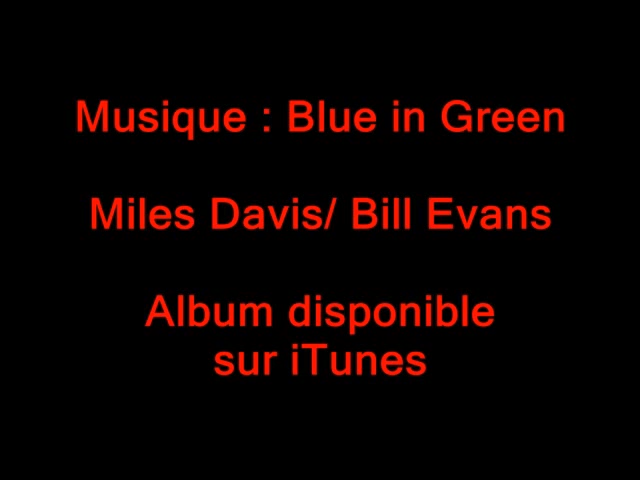 Musique : Blue in Green
Miles Davis/ Bill Evans
Album disponible
sur iTunes